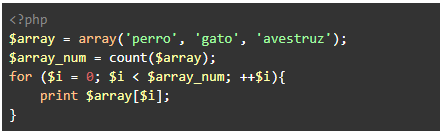 <?php
$array = array('perro', 'gato', 'avestruz');
$array_num = count($array);
for ($i = 0; $i < $array_num; ++$i){
    print $array[$i];
}